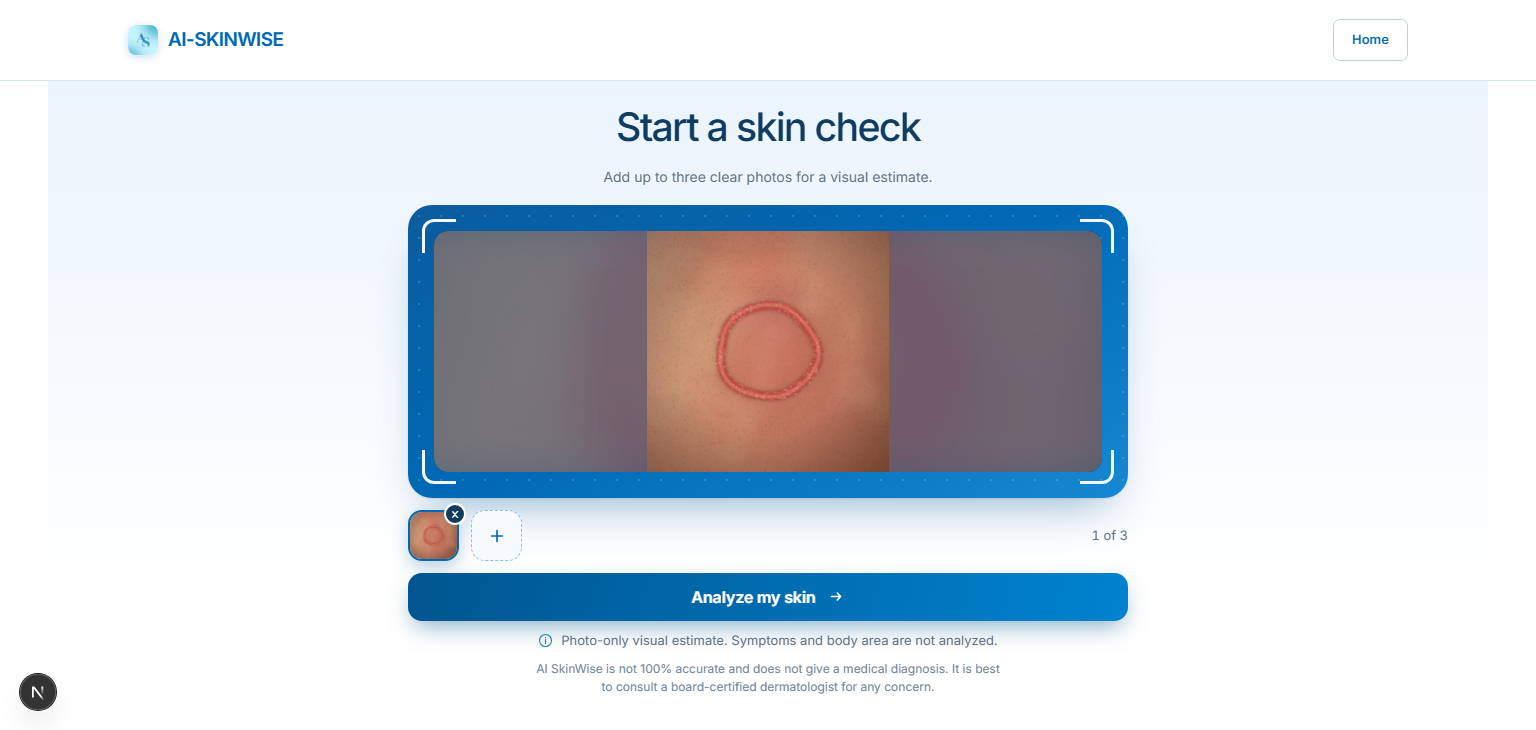 AI-SKINWISE
Home
Start a skin check
Add up to three clear photos for a visual estimate.
x
+
1 of 3
Analyze my skin →
Photo-only visual estimate. Symptoms and body area are not analyzed.
AI SkinWise is not 100% accurate and does not give a medical diagnosis. It is best
to consult a board-certified dermatologist for any concern.
N